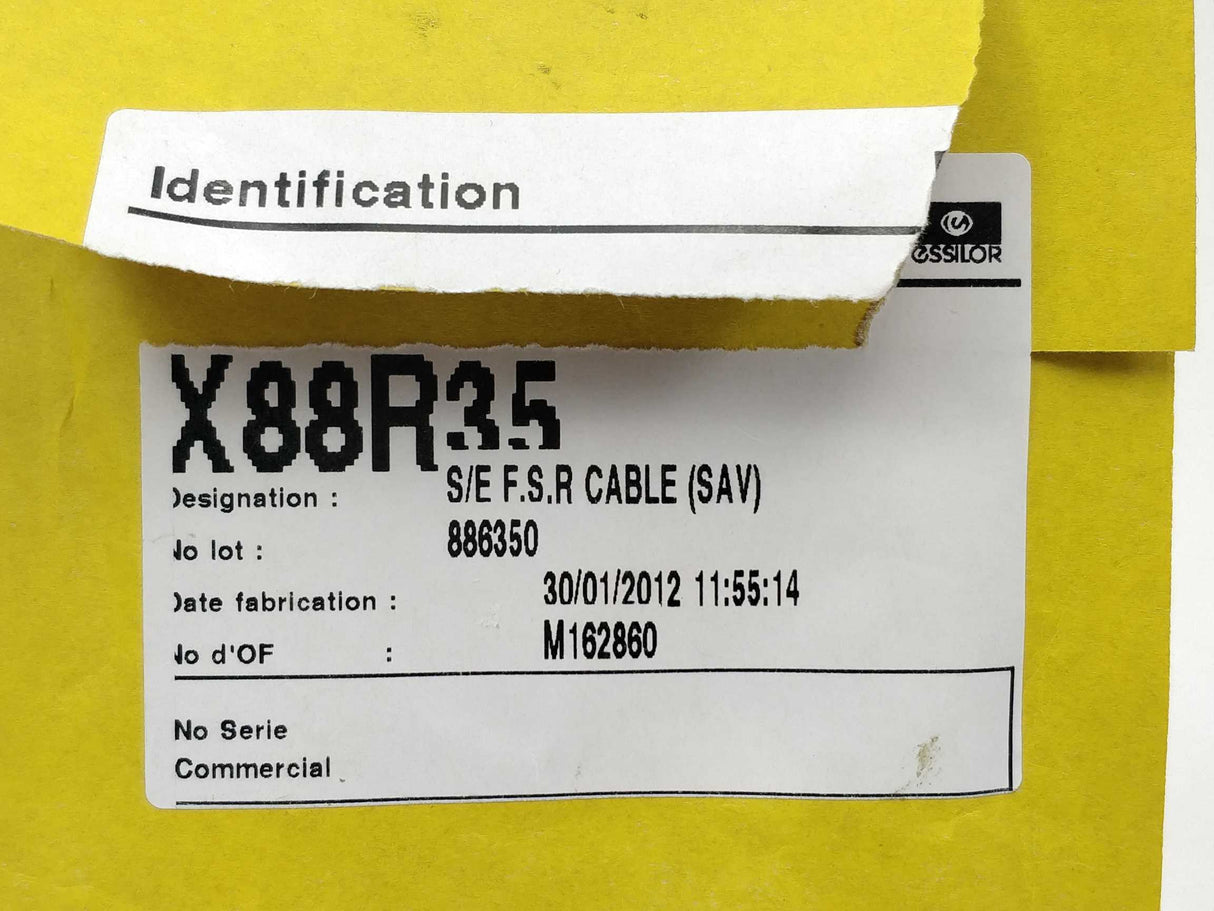 Identification
essilor
X88R35
Designation : S/E F.S.R CABLE (SAV)
No lot : 886350
Date fabrication : 30/01/2012 11:55:14
No d'OF : M162860
No Serie
Commercial